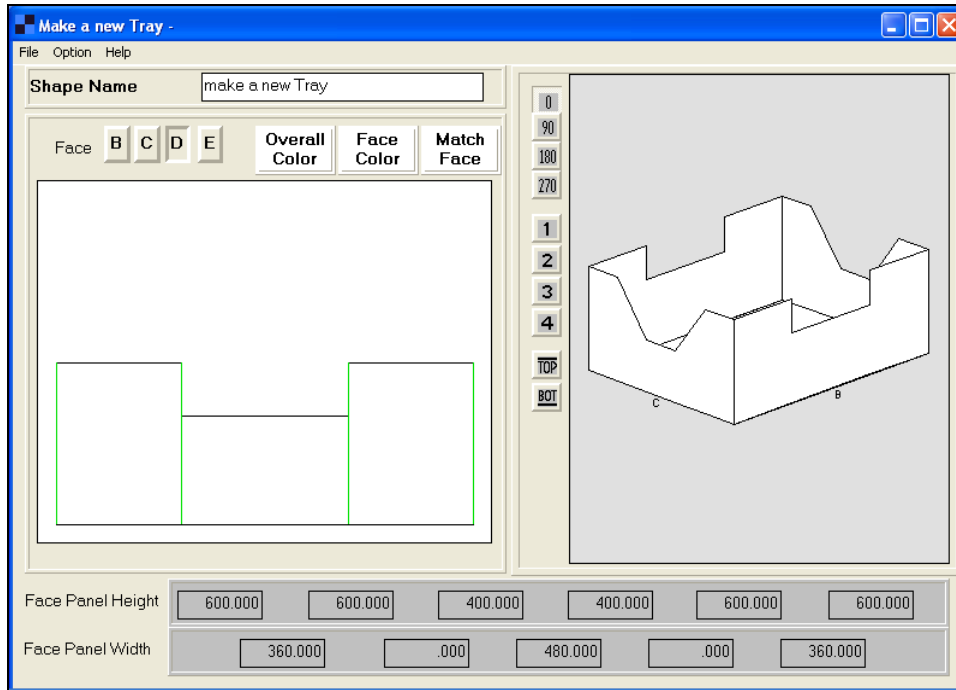 Make a new Tray -
File Option Help
Shape Name make a new Tray
Face B C D E Overall Color Face Color Match Face
0
90
180
270
1
2
3
4
TOP
BOT
C
B
Face Panel Height 600.000 600.000 400.000 400.000 600.000 600.000
Face Panel Width 360.000 .000 480.000 .000 360.000